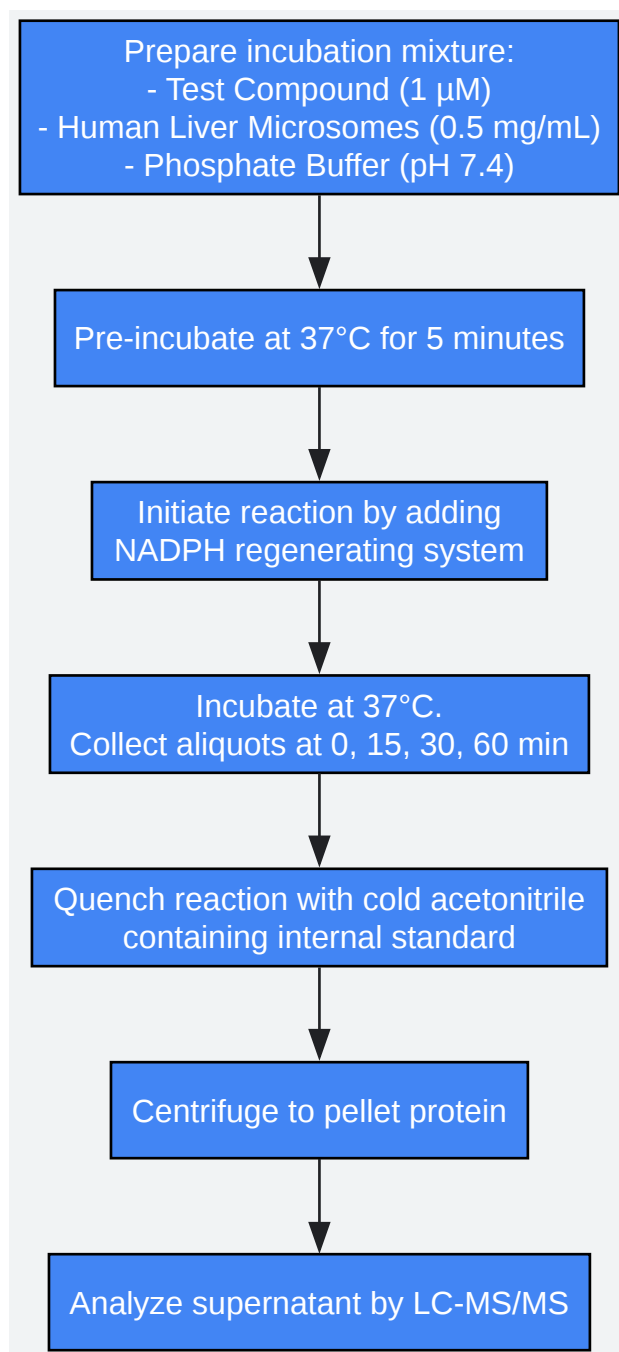 Prepare incubation mixture:
- Test Compound (1 µM)
- Human Liver Microsomes (0.5 mg/mL)
- Phosphate Buffer (pH 7.4)
Pre-incubate at 37°C for 5 minutes
Initiate reaction by adding
NADPH regenerating system
Incubate at 37°C.
Collect aliquots at 0, 15, 30, 60 min
Quench reaction with cold acetonitrile
containing internal standard
Centrifuge to pellet protein
Analyze supernatant by LC-MS/MS